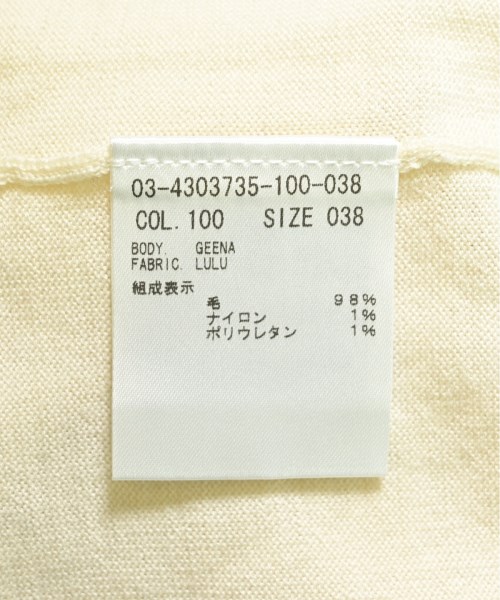 03-4303735-100-038
COL.100 SIZE 038
BODY. GEENA
FABRIC. LULU
組成表示
毛 98%
ナイロン 1%
ポリウレタン 1%